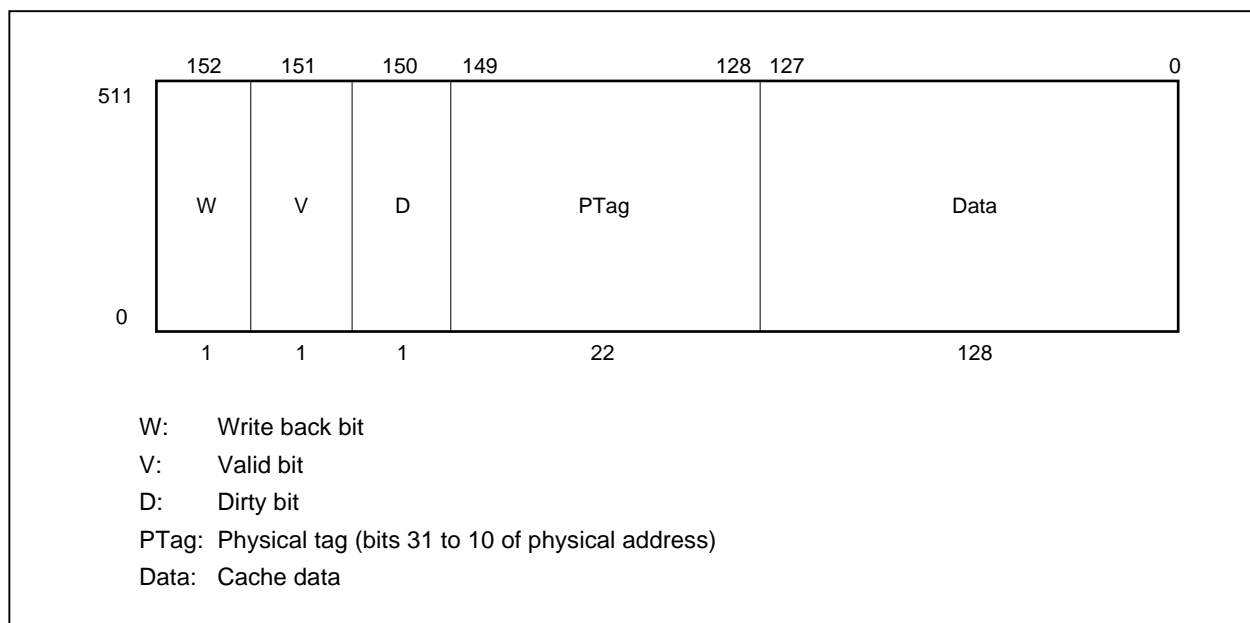 152 151 150 149 128 127 0
511
W V D PTag Data
0
1 1 1 22 128
W: Write back bit
V: Valid bit
D: Dirty bit
PTag: Physical tag (bits 31 to 10 of physical address)
Data: Cache data